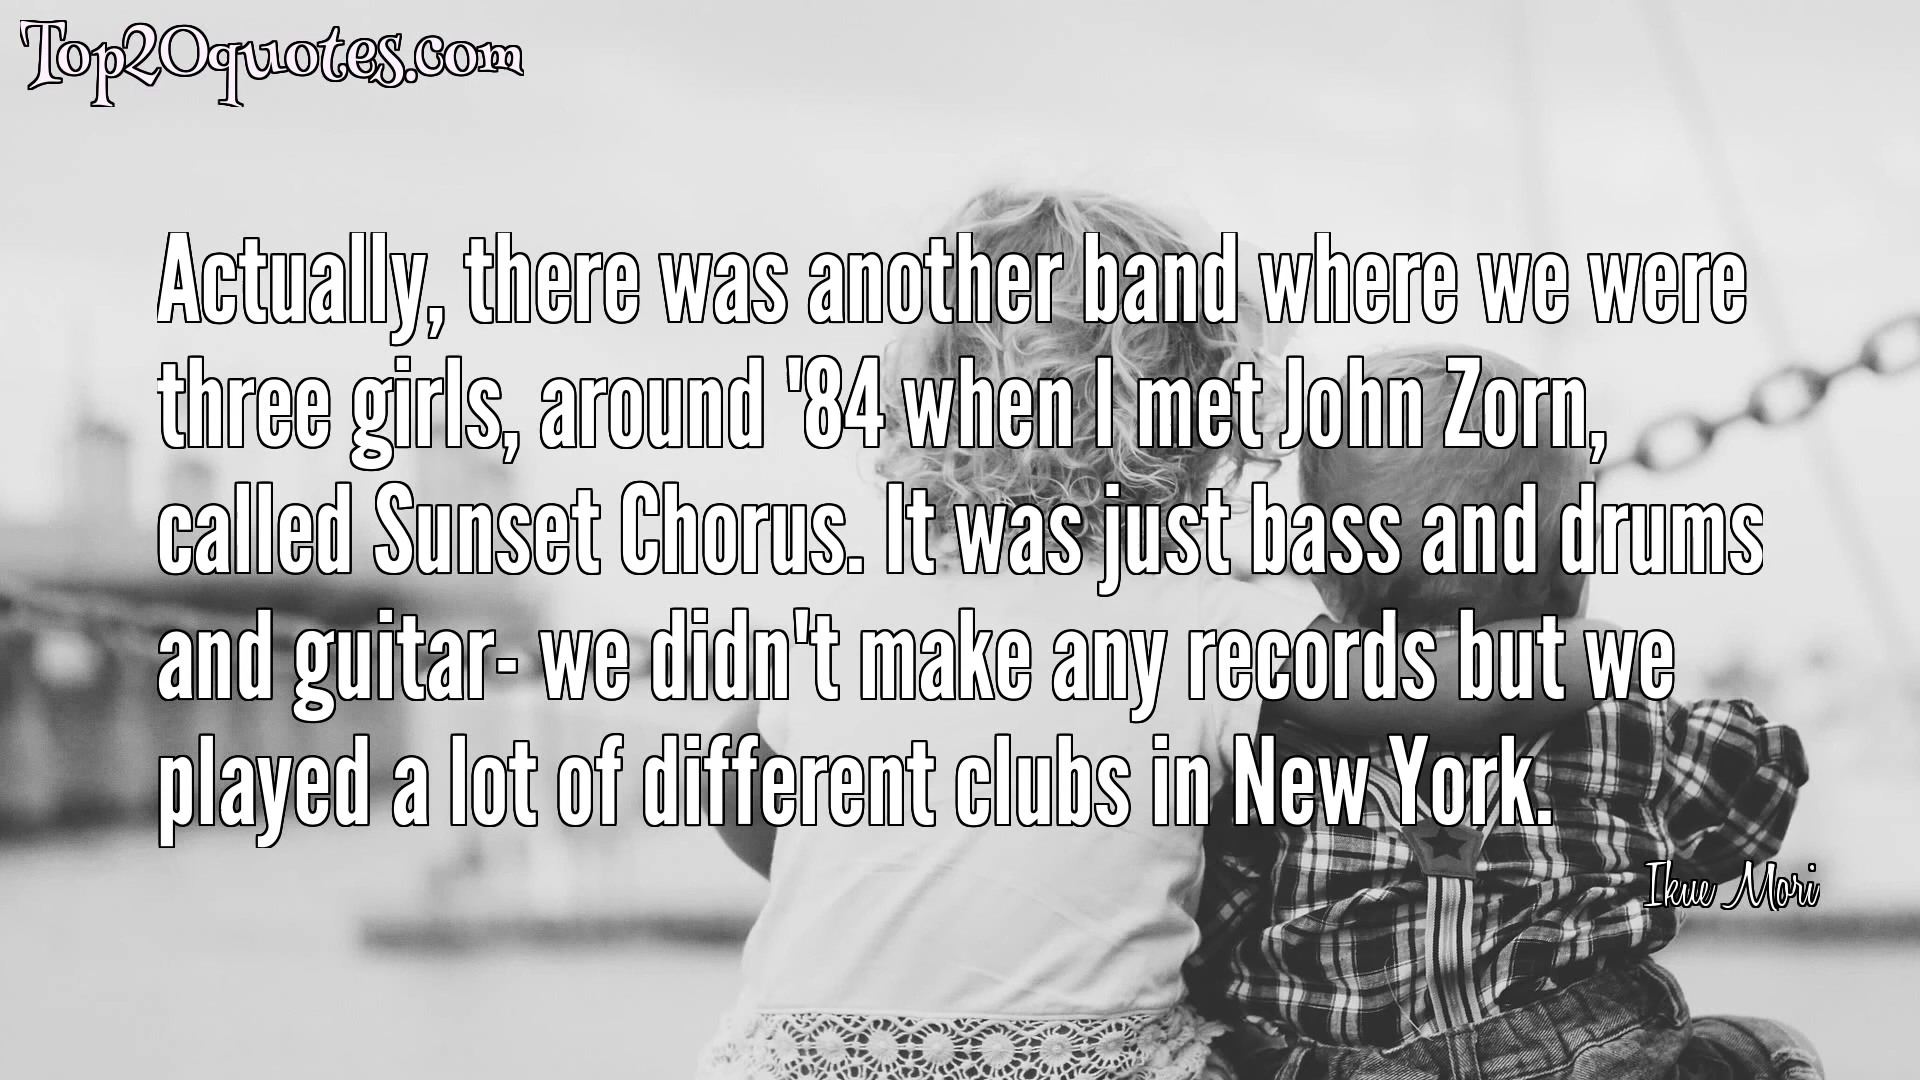 Top20quotes.com
Actually, there was another band where we were
three girls, around '84 when I met John Zorn,
called Sunset Chorus. It was just bass and drums
and guitar- we didn't make any records but we
played a lot of different clubs in New York.
Ikue Mori